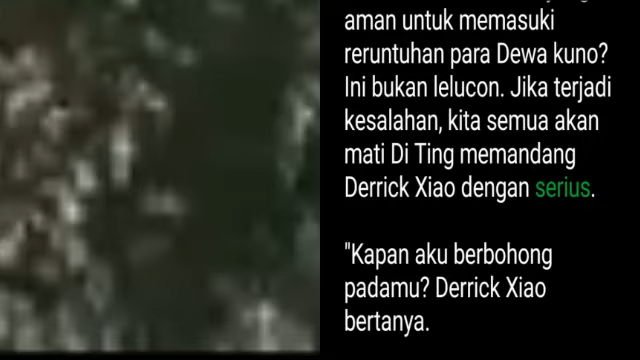 aman untuk memasuki
reruntuhan para Dewa kuno?
Ini bukan lelucon. Jika terjadi
kesalahan, kita semua akan
mati Di Ting memandang
Derrick Xiao dengan serius.
"Kapan aku berbohong
padamu? Derrick Xiao
bertanya.